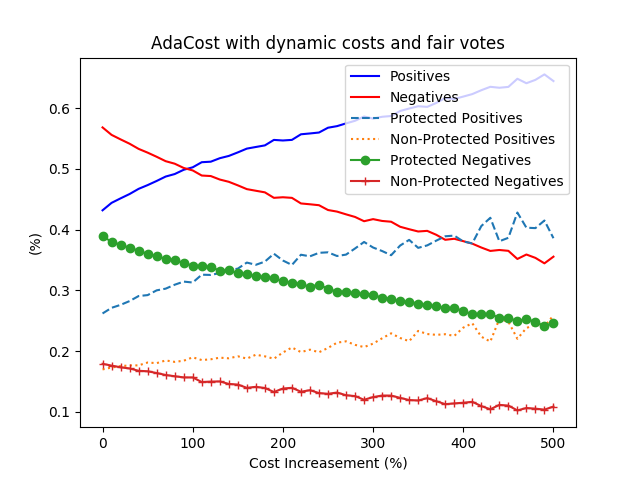 AdaCost with dynamic costs and fair votes
Positives
Negatives
Protected Positives
Non-Protected Positives
Protected Negatives
Non-Protected Negatives
(%)
0.6
0.5
0.4
0.3
0.2
0.1
0 100 200 300 400 500
Cost Increasement (%)